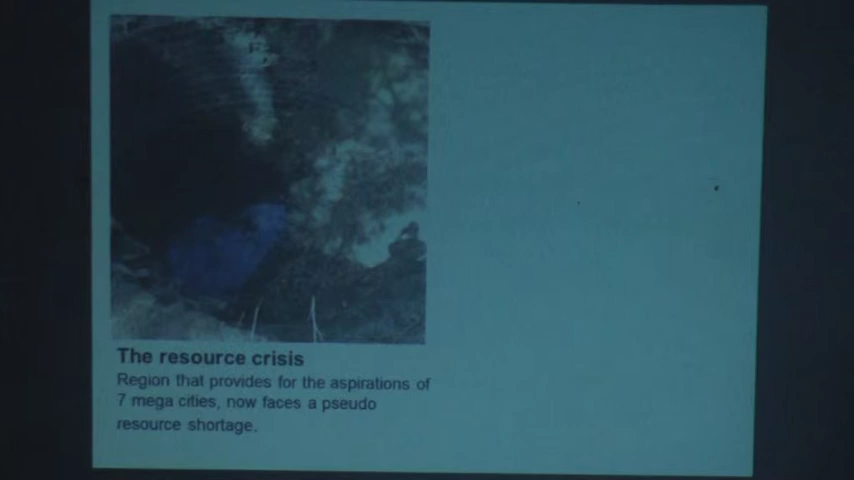 The resource crisis
Region that provides for the aspirations of
7 mega cities, now faces a pseudo
resource shortage.